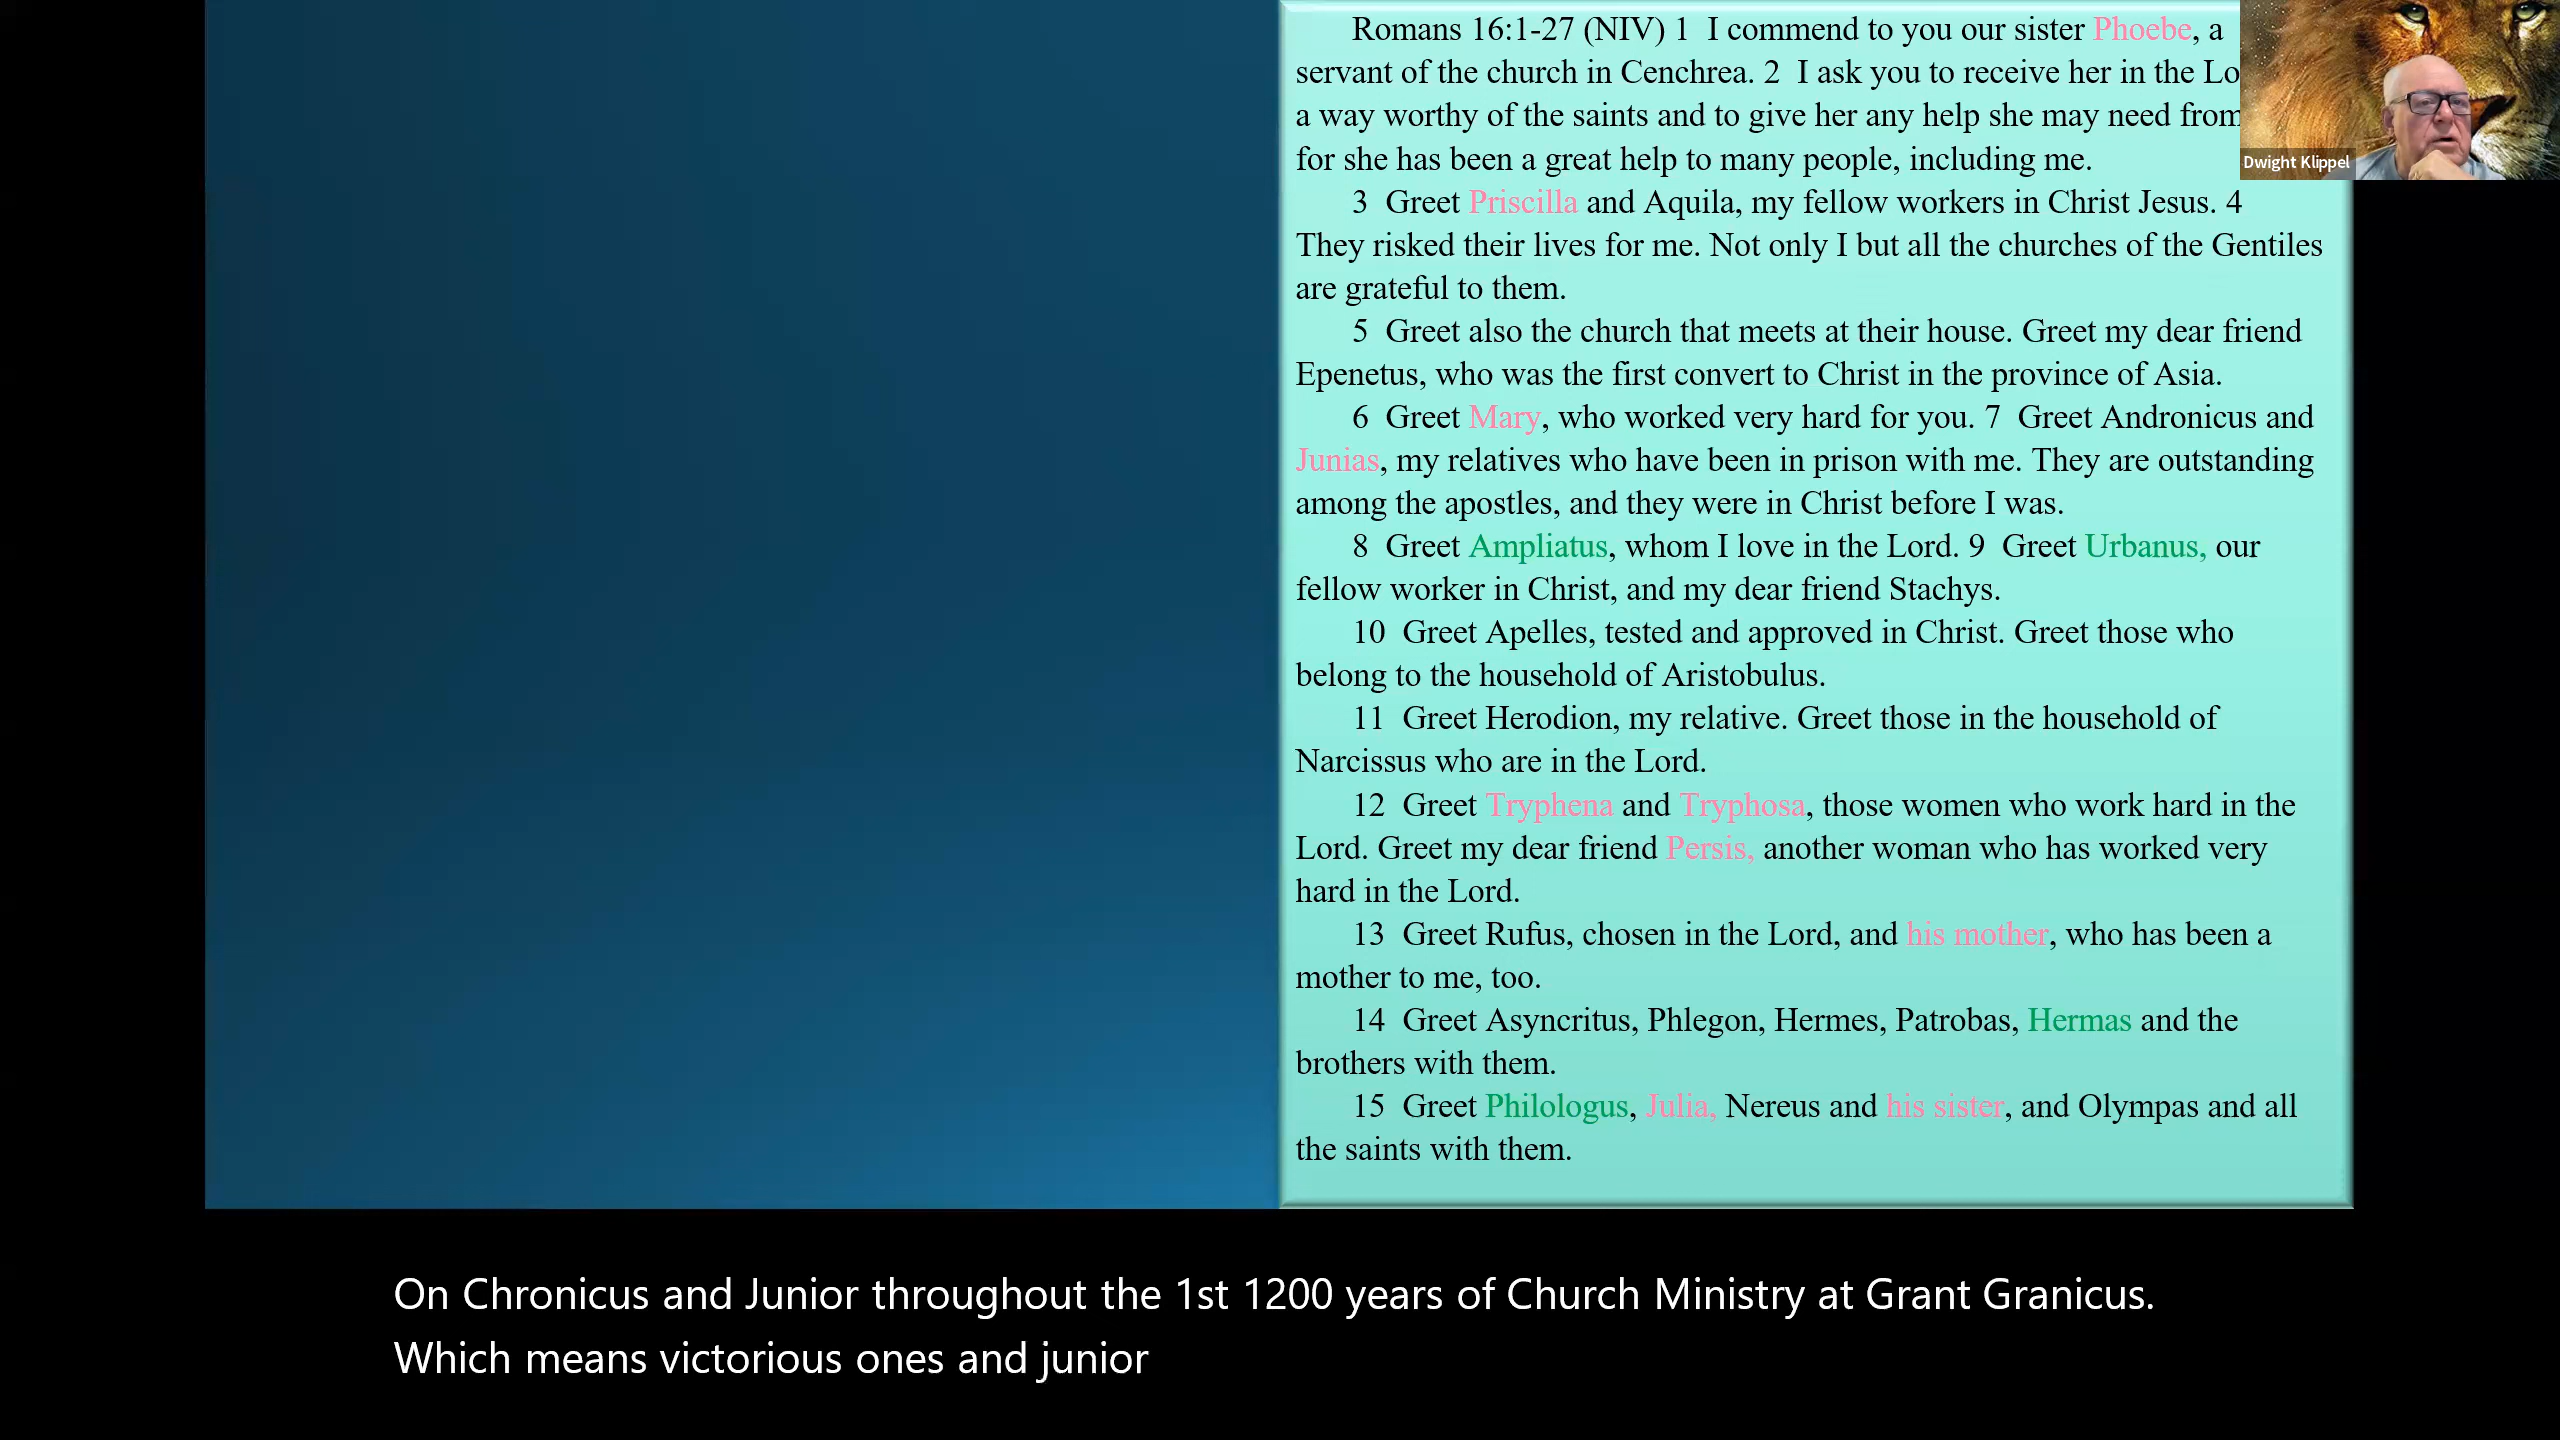 Romans 16:1-27 (NIV) 1 I commend to you our sister Phoebe, a
servant of the church in Cenchrea. 2 I ask you to receive her in the Lo
a way worthy of the saints and to give her any help she may need from
for she has been a great help to many people, including me.
3 Greet Priscilla and Aquila, my fellow workers in Christ Jesus. 4
They risked their lives for me. Not only I but all the churches of the Gentiles
are grateful to them.
5 Greet also the church that meets at their house. Greet my dear friend
Epenetus, who was the first convert to Christ in the province of Asia.
6 Greet Mary, who worked very hard for you. 7 Greet Andronicus and
Junias, my relatives who have been in prison with me. They are outstanding
among the apostles, and they were in Christ before I was.
8 Greet Ampliatus, whom I love in the Lord. 9 Greet Urbanus, our
fellow worker in Christ, and my dear friend Stachys.
10 Greet Apelles, tested and approved in Christ. Greet those who
belong to the household of Aristobulus.
11 Greet Herodion, my relative. Greet those in the household of
Narcissus who are in the Lord.
12 Greet Tryphena and Tryphosa, those women who work hard in the
Lord. Greet my dear friend Persis, another woman who has worked very
hard in the Lord.
13 Greet Rufus, chosen in the Lord, and his mother, who has been a
mother to me, too.
14 Greet Asyncritus, Phlegon, Hermes, Patrobas, Hermas and the
brothers with them.
15 Greet Philologus, Julia, Nereus and his sister, and Olympas and all
the saints with them.
Dwight Klippel
On Chronicus and Junior throughout the 1st 1200 years of Church Ministry at Grant Granicus.
Which means victorious ones and junior